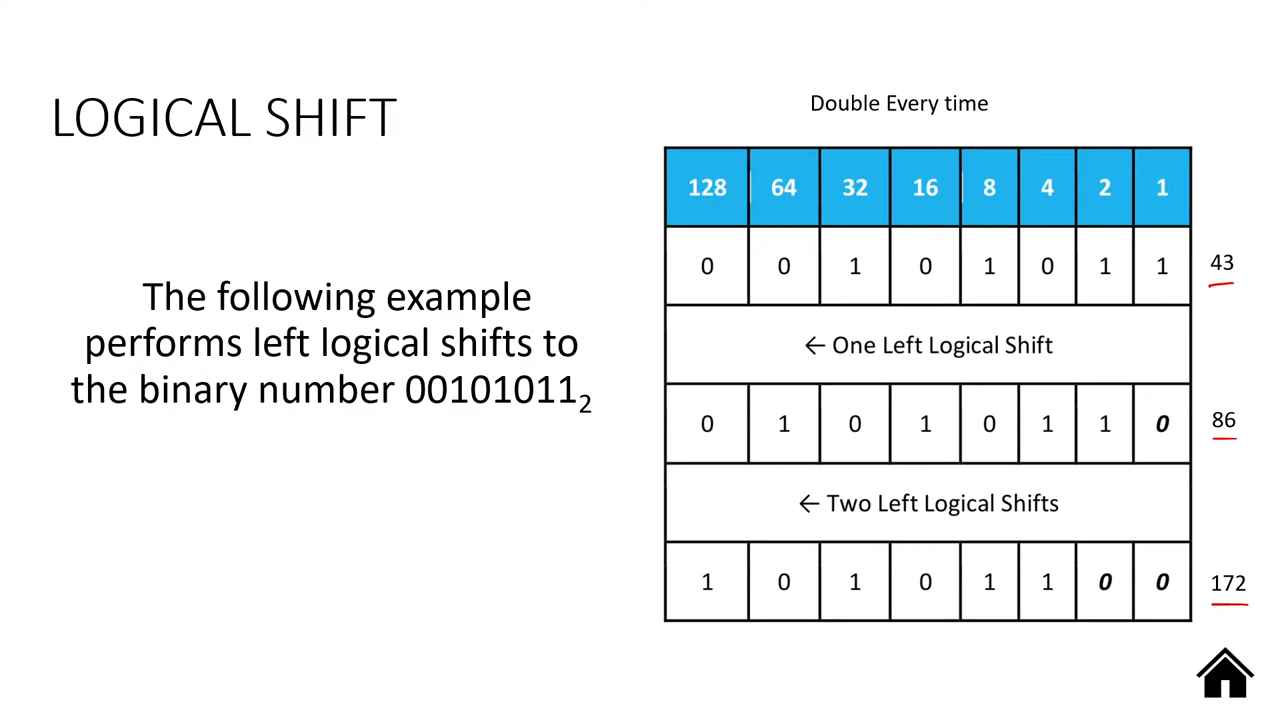 LOGICAL SHIFT
The following example
performs left logical shifts to
the binary number 00101011₂
Double Every time
128 64 32 16 8 4 2 1
0 0 1 0 1 0 1 1 43
← One Left Logical Shift
0 1 0 1 0 1 1 0 86
← Two Left Logical Shifts
1 0 1 0 1 1 0 0 172